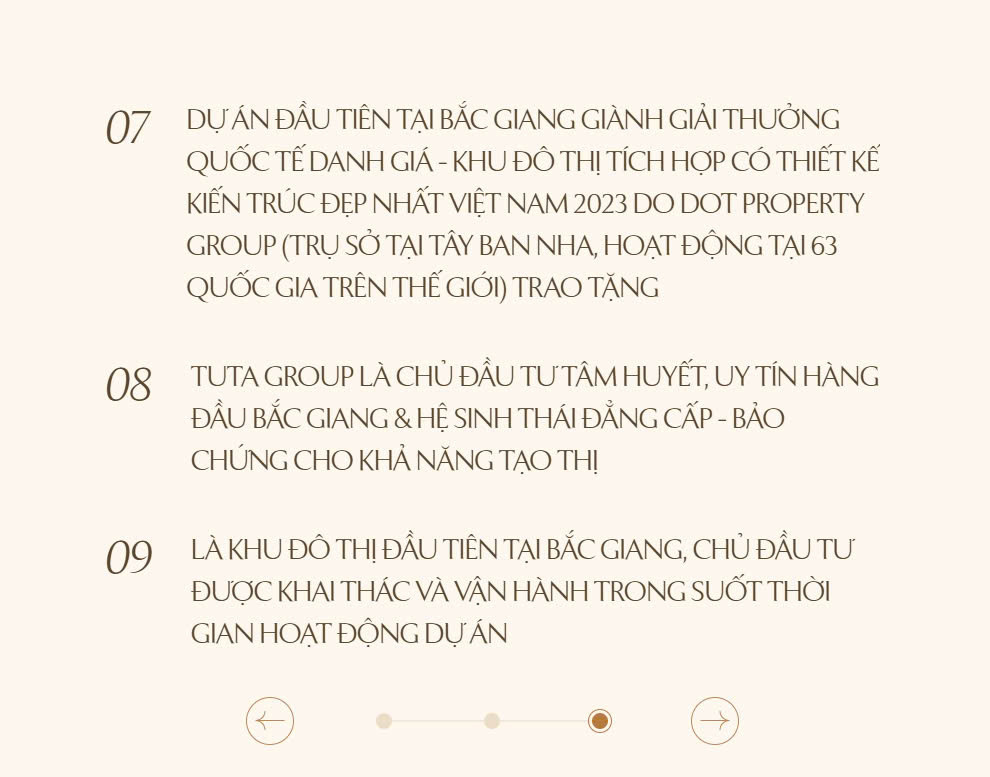 07
DỰ ÁN ĐẦU TIÊN TẠI BẮC GIANG GIÀNH GIẢI THƯỞNG
QUỐC TẾ DANH GIÁ - KHU ĐÔ THỊ TÍCH HỢP CÓ THIẾT KẾ
KIẾN TRÚC ĐẸP NHẤT VIỆT NAM 2023 DO DOT PROPERTY
GROUP (TRỤ SỞ TẠI TÂY BAN NHA, HOẠT ĐỘNG TẠI 63
QUỐC GIA TRÊN THẾ GIỚI) TRAO TẶNG
08
TUTA GROUP LÀ CHỦ ĐẦU TƯ TÂM HUYẾT, UY TÍN HÀNG
ĐẦU BẮC GIANG & HỆ SINH THÁI ĐẲNG CẤP - BẢO
CHỨNG CHO KHẢ NĂNG TẠO THỊ
09
LÀ KHU ĐÔ THỊ ĐẦU TIÊN TẠI BẮC GIANG, CHỦ ĐẦU TƯ
ĐƯỢC KHAI THÁC VÀ VẬN HÀNH TRONG SUỐT THỜI
GIAN HOẠT ĐỘNG DỰ ÁN